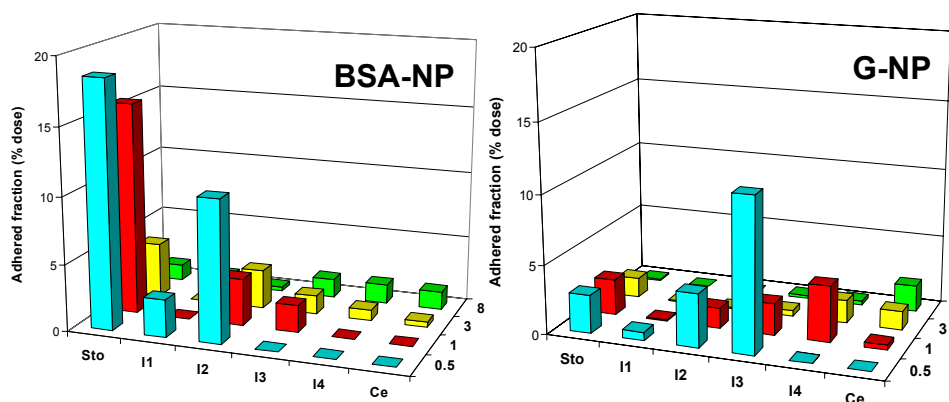 BSA-NP
Adhered fraction (% dose)
20
15
10
5
0
Sto
I1
I2
I3
I4
Ce
0.5
1
3
8
G-NP
Adhered fraction (% dose)
20
15
10
5
0
Sto
I1
I2
I3
I4
Ce
0.5
1
3